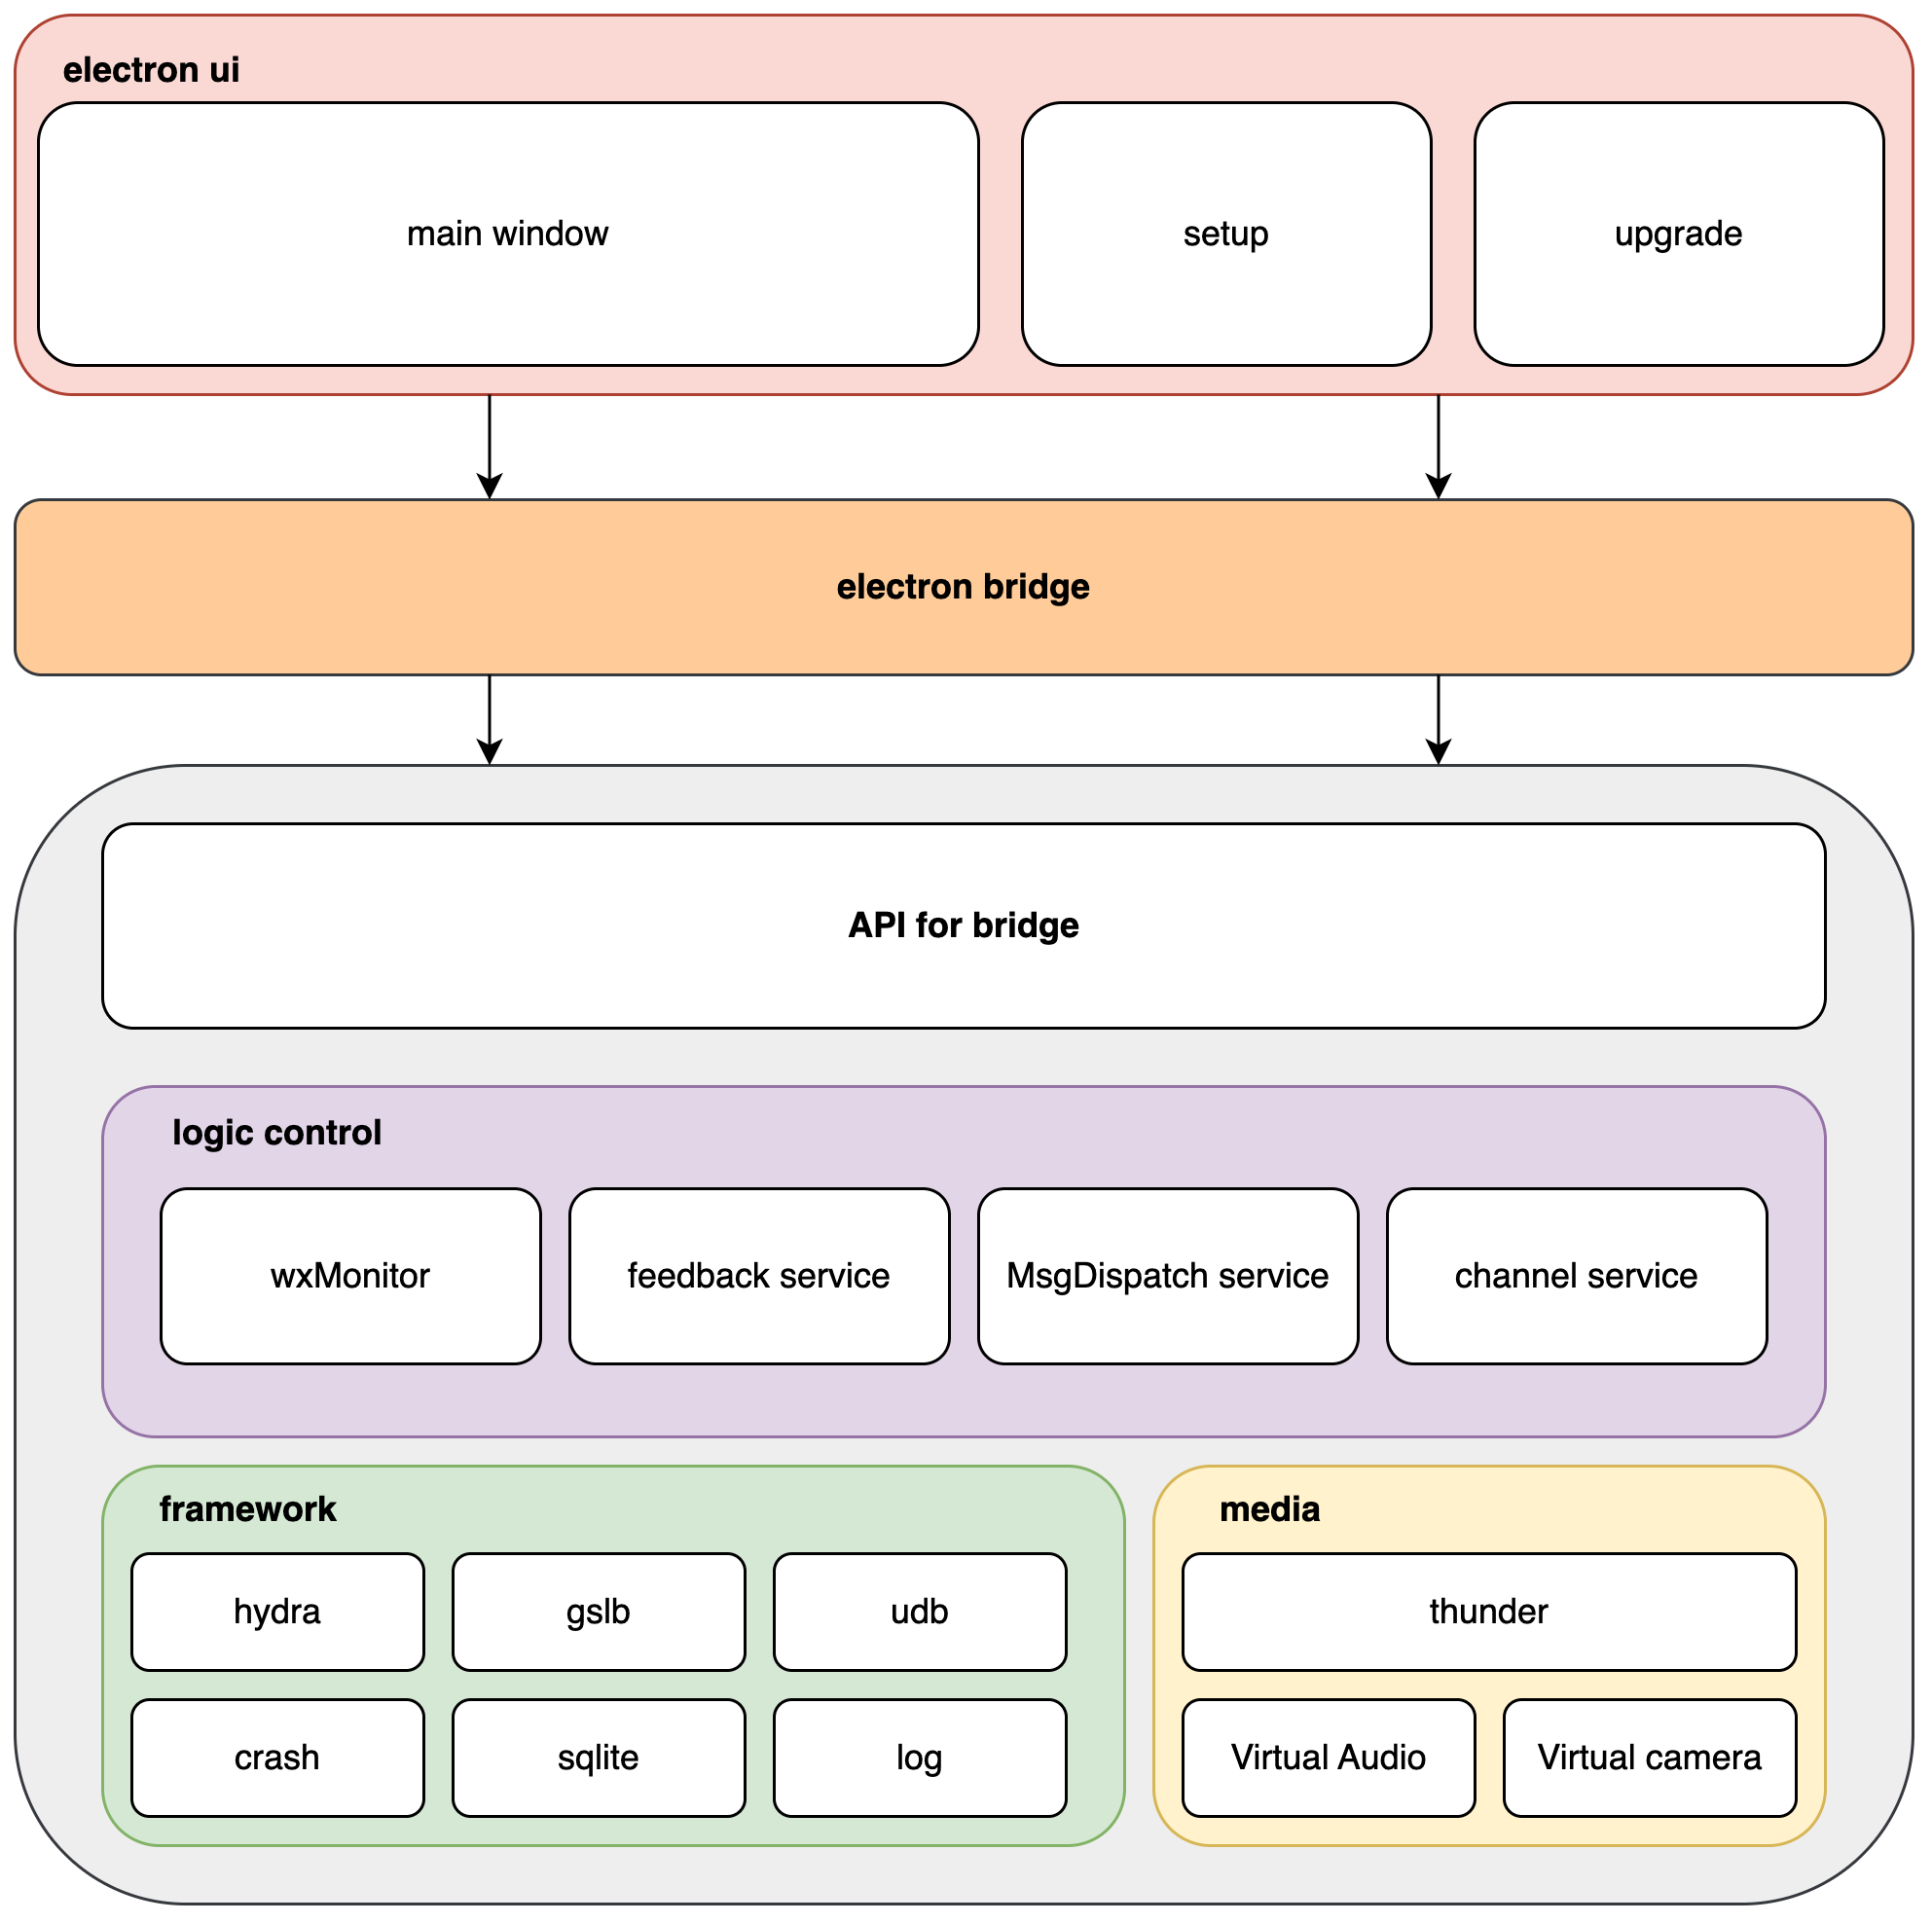 electron ui
main window
setup
upgrade
electron bridge
API for bridge
logic control
wxMonitor
feedback service
MsgDispatch service
channel service
framework
hydra
gslb
udb
crash
sqlite
log
media
thunder
Virtual Audio
Virtual camera